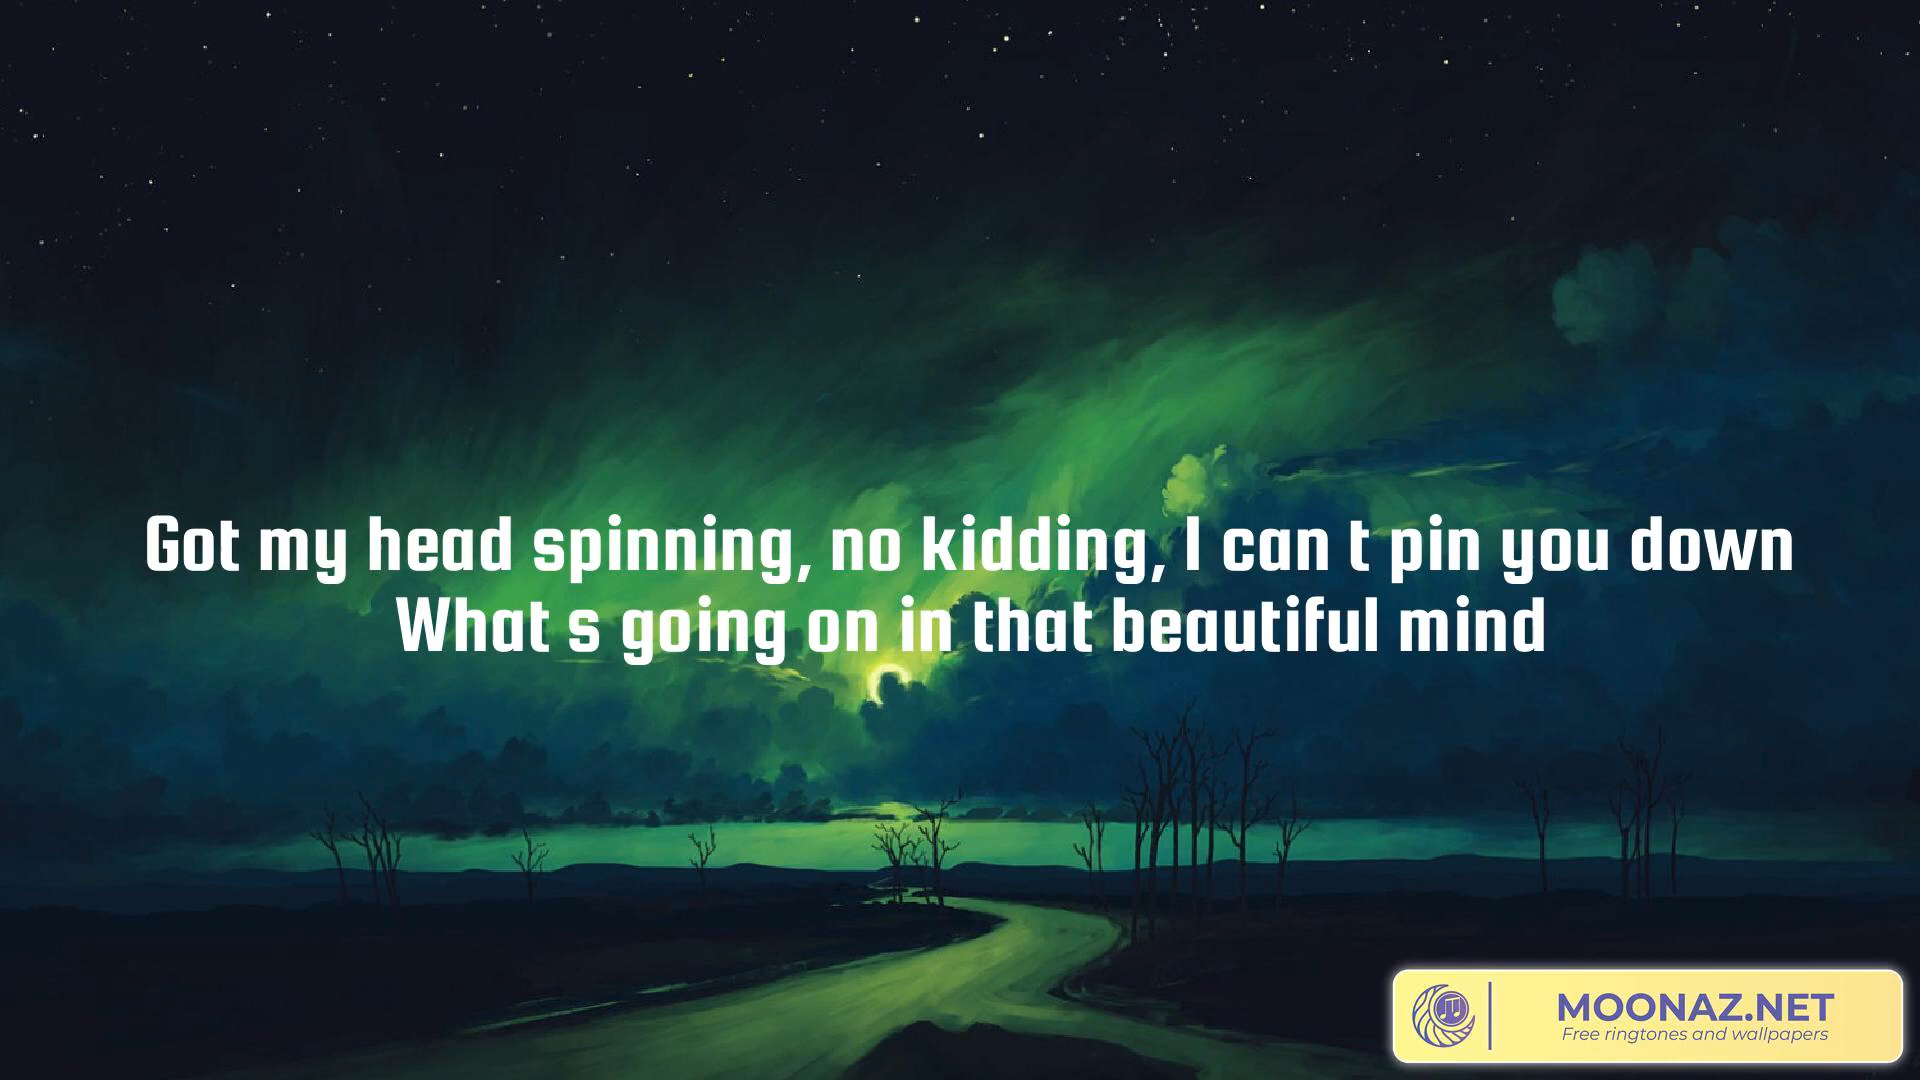 Got my head spinning, no kidding, I can t pin you down
What s going on in that beautiful mind
MOONAZ.NET
Free ringtones and wallpapers